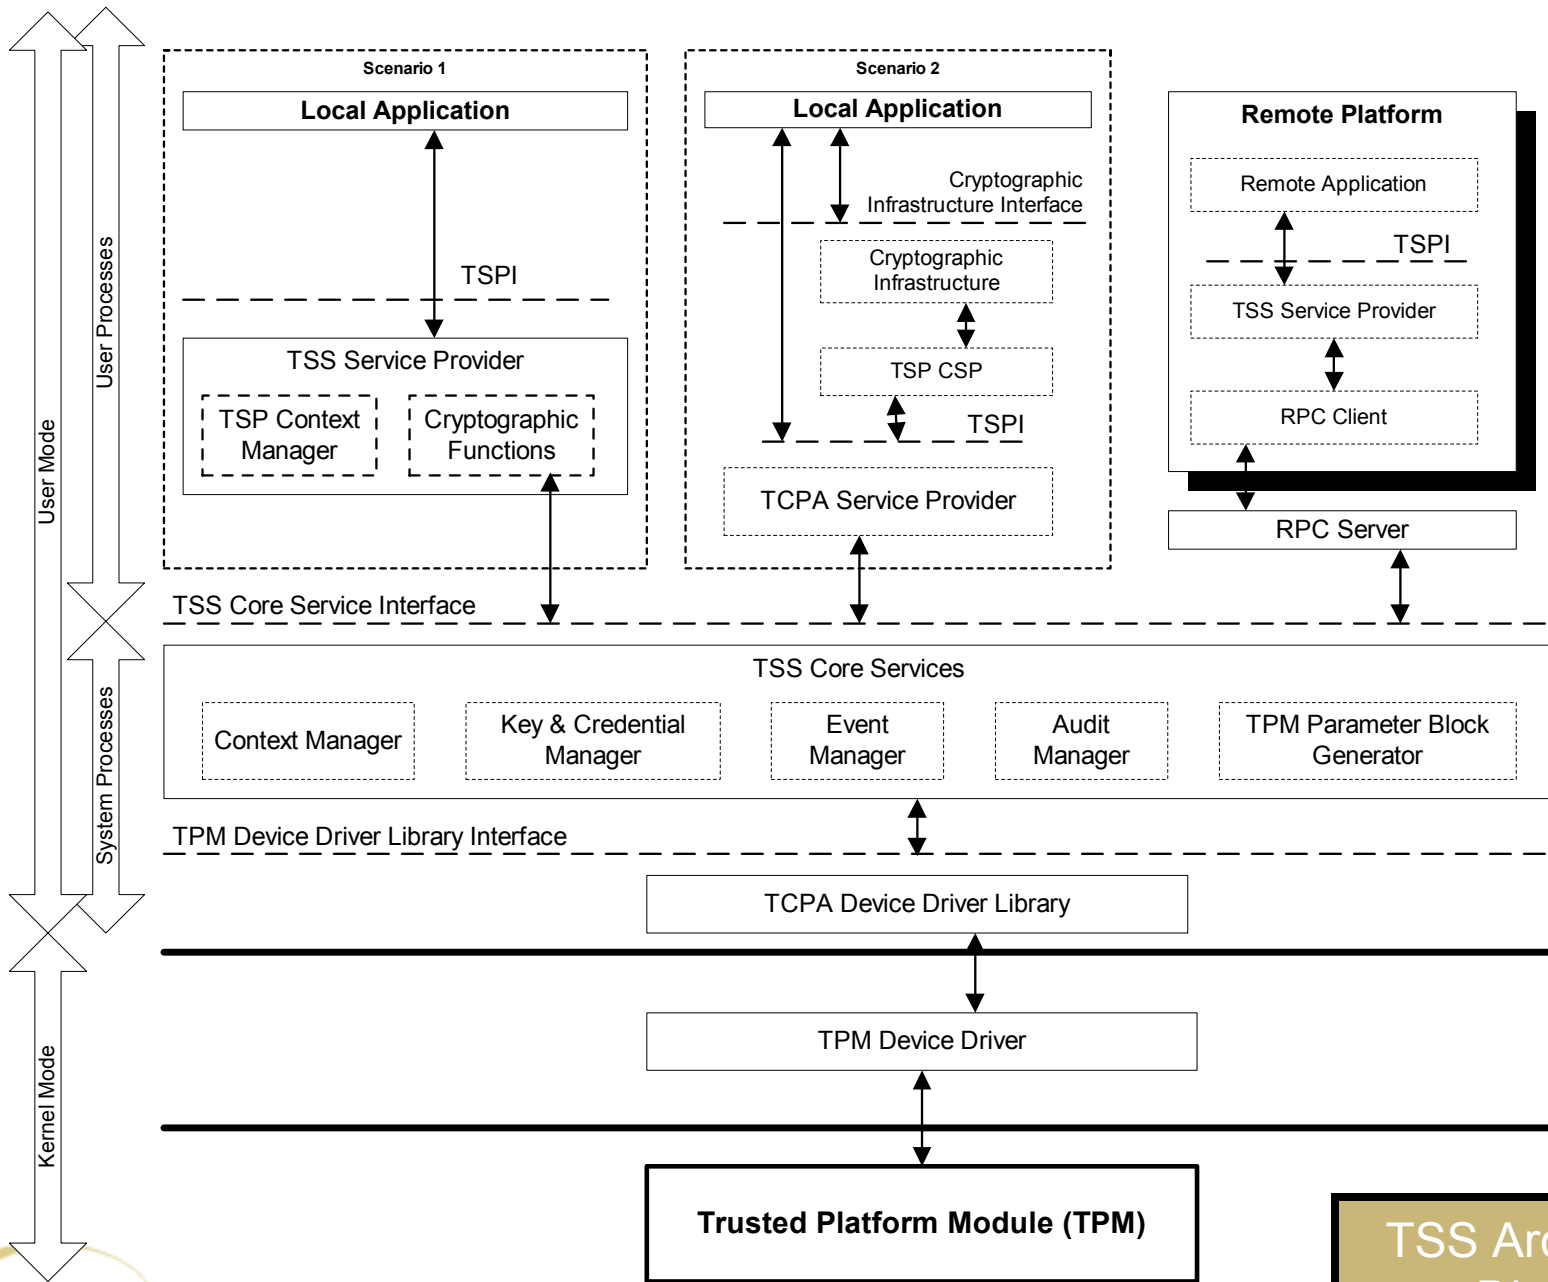 Scenario 1
Local Application
TSPI
TSS Service Provider
TSP Context
Manager
Cryptographic
Functions
Scenario 2
Local Application
Cryptographic
Infrastructure Interface
Cryptographic
Infrastructure
TSP CSP
TSPI
TCPA Service Provider
Remote Platform
Remote Application
TSPI
TSS Service Provider
RPC Client
RPC Server
User Processes
User Mode
System Processes
Kernel Mode
TSS Core Service Interface
TSS Core Services
Context Manager
Key & Credential
Manager
Event
Manager
Audit
Manager
TPM Parameter Block
Generator
TPM Device Driver Library Interface
TCPA Device Driver Library
TPM Device Driver
Trusted Platform Module (TPM)
TSS